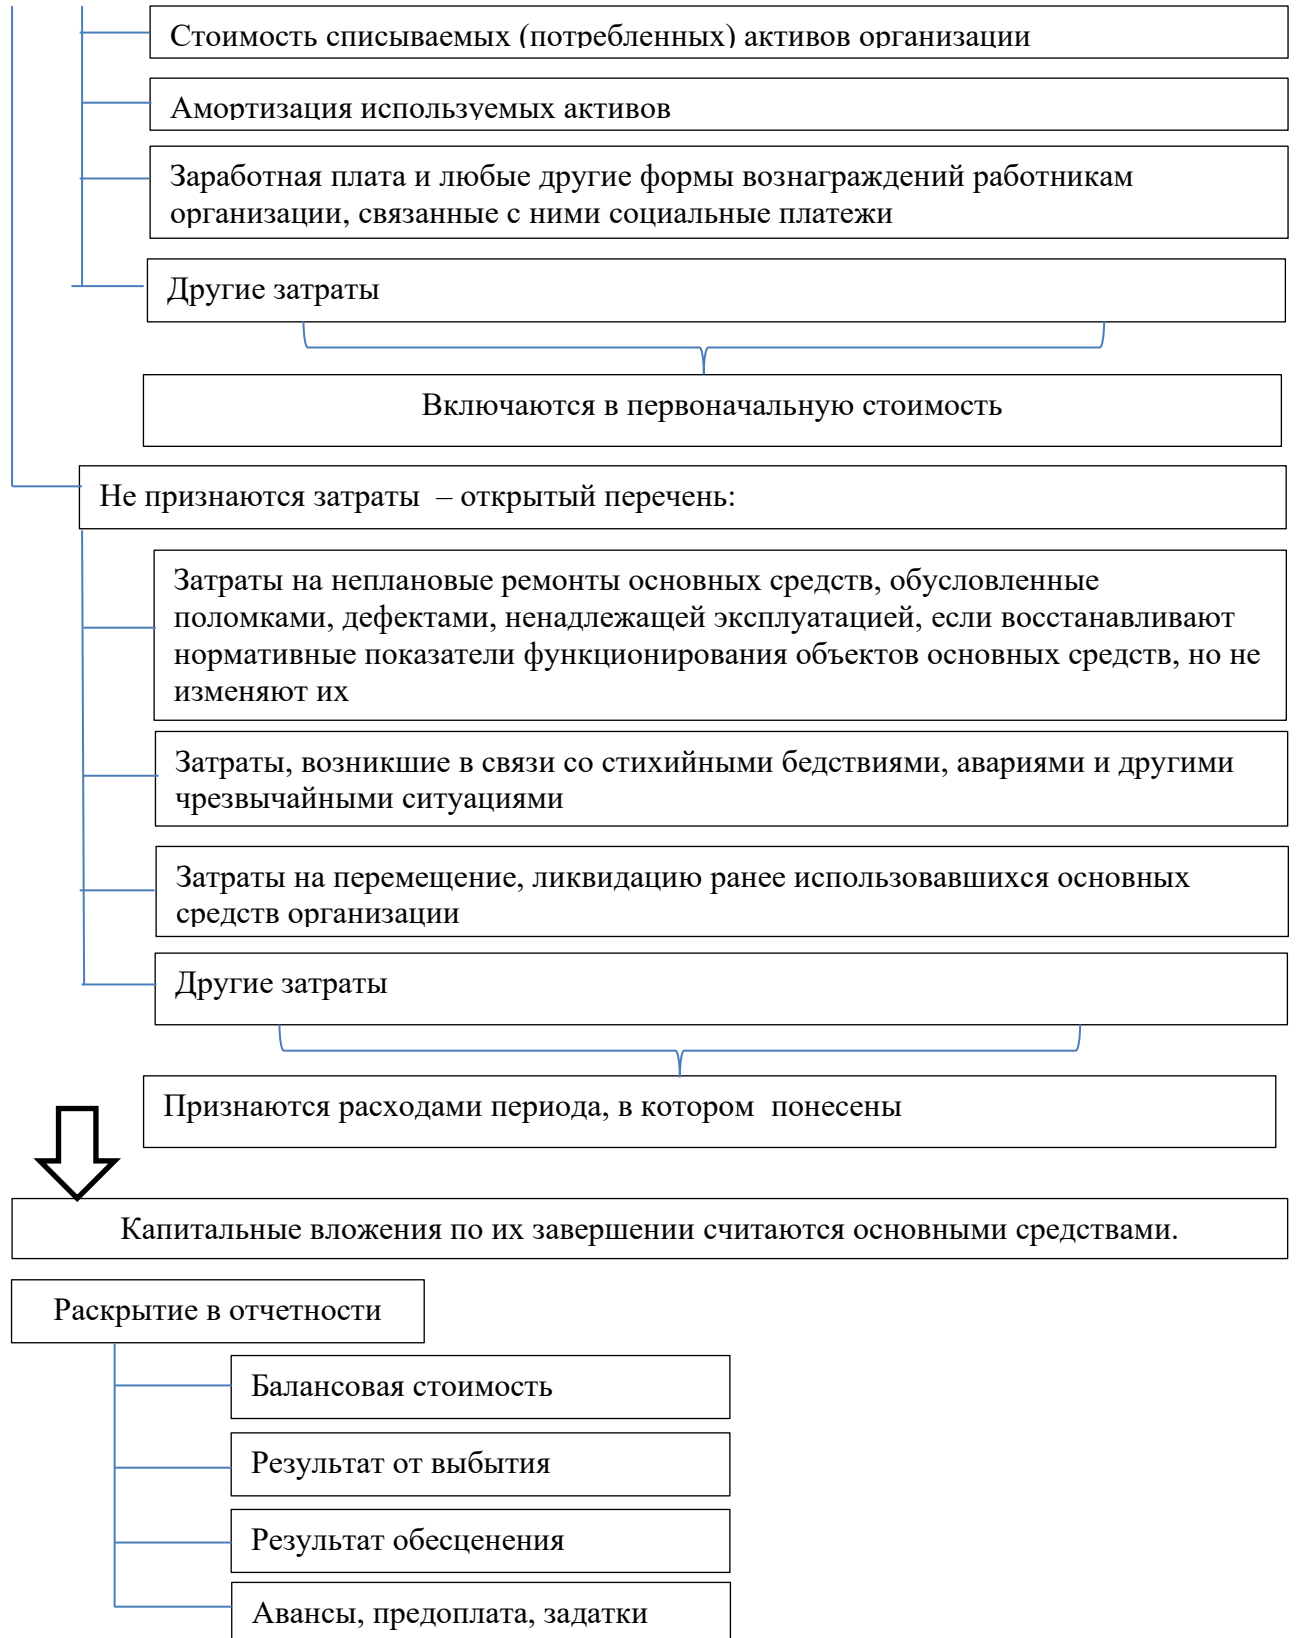 Стоимость списываемых (потребленных) активов организации
Амортизация используемых активов
Заработная плата и любые другие формы вознаграждений работникам
организации, связанные с ними социальные платежи
Другие затраты
Включаются в первоначальную стоимость
Не признаются затраты – открытый перечень:
Затраты на неплановые ремонты основных средств, обусловленные
поломками, дефектами, ненадлежащей эксплуатацией, если восстанавливают
нормативные показатели функционирования объектов основных средств, но не
изменяют их
Затраты, возникшие в связи со стихийными бедствиями, авариями и другими
чрезвычайными ситуациями
Затраты на перемещение, ликвидацию ранее использовавшихся основных
средств организации
Другие затраты
Признаются расходами периода, в котором понесены
Капитальные вложения по их завершении считаются основными средствами.
Раскрытие в отчетности
Балансовая стоимость
Результат от выбытия
Результат обесценения
Авансы, предоплата, задатки